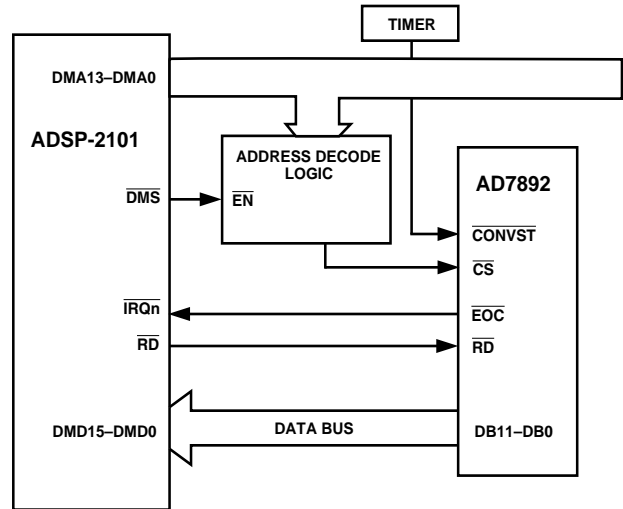 TIMER
DMA13–DMA0
ADSP-2101
ADDRESS DECODE
LOGIC
AD7892
DMS
EN
CONVST
CS
IRQn
EOC
RD
RD
DMD15–DMD0
DATA BUS
DB11–DB0